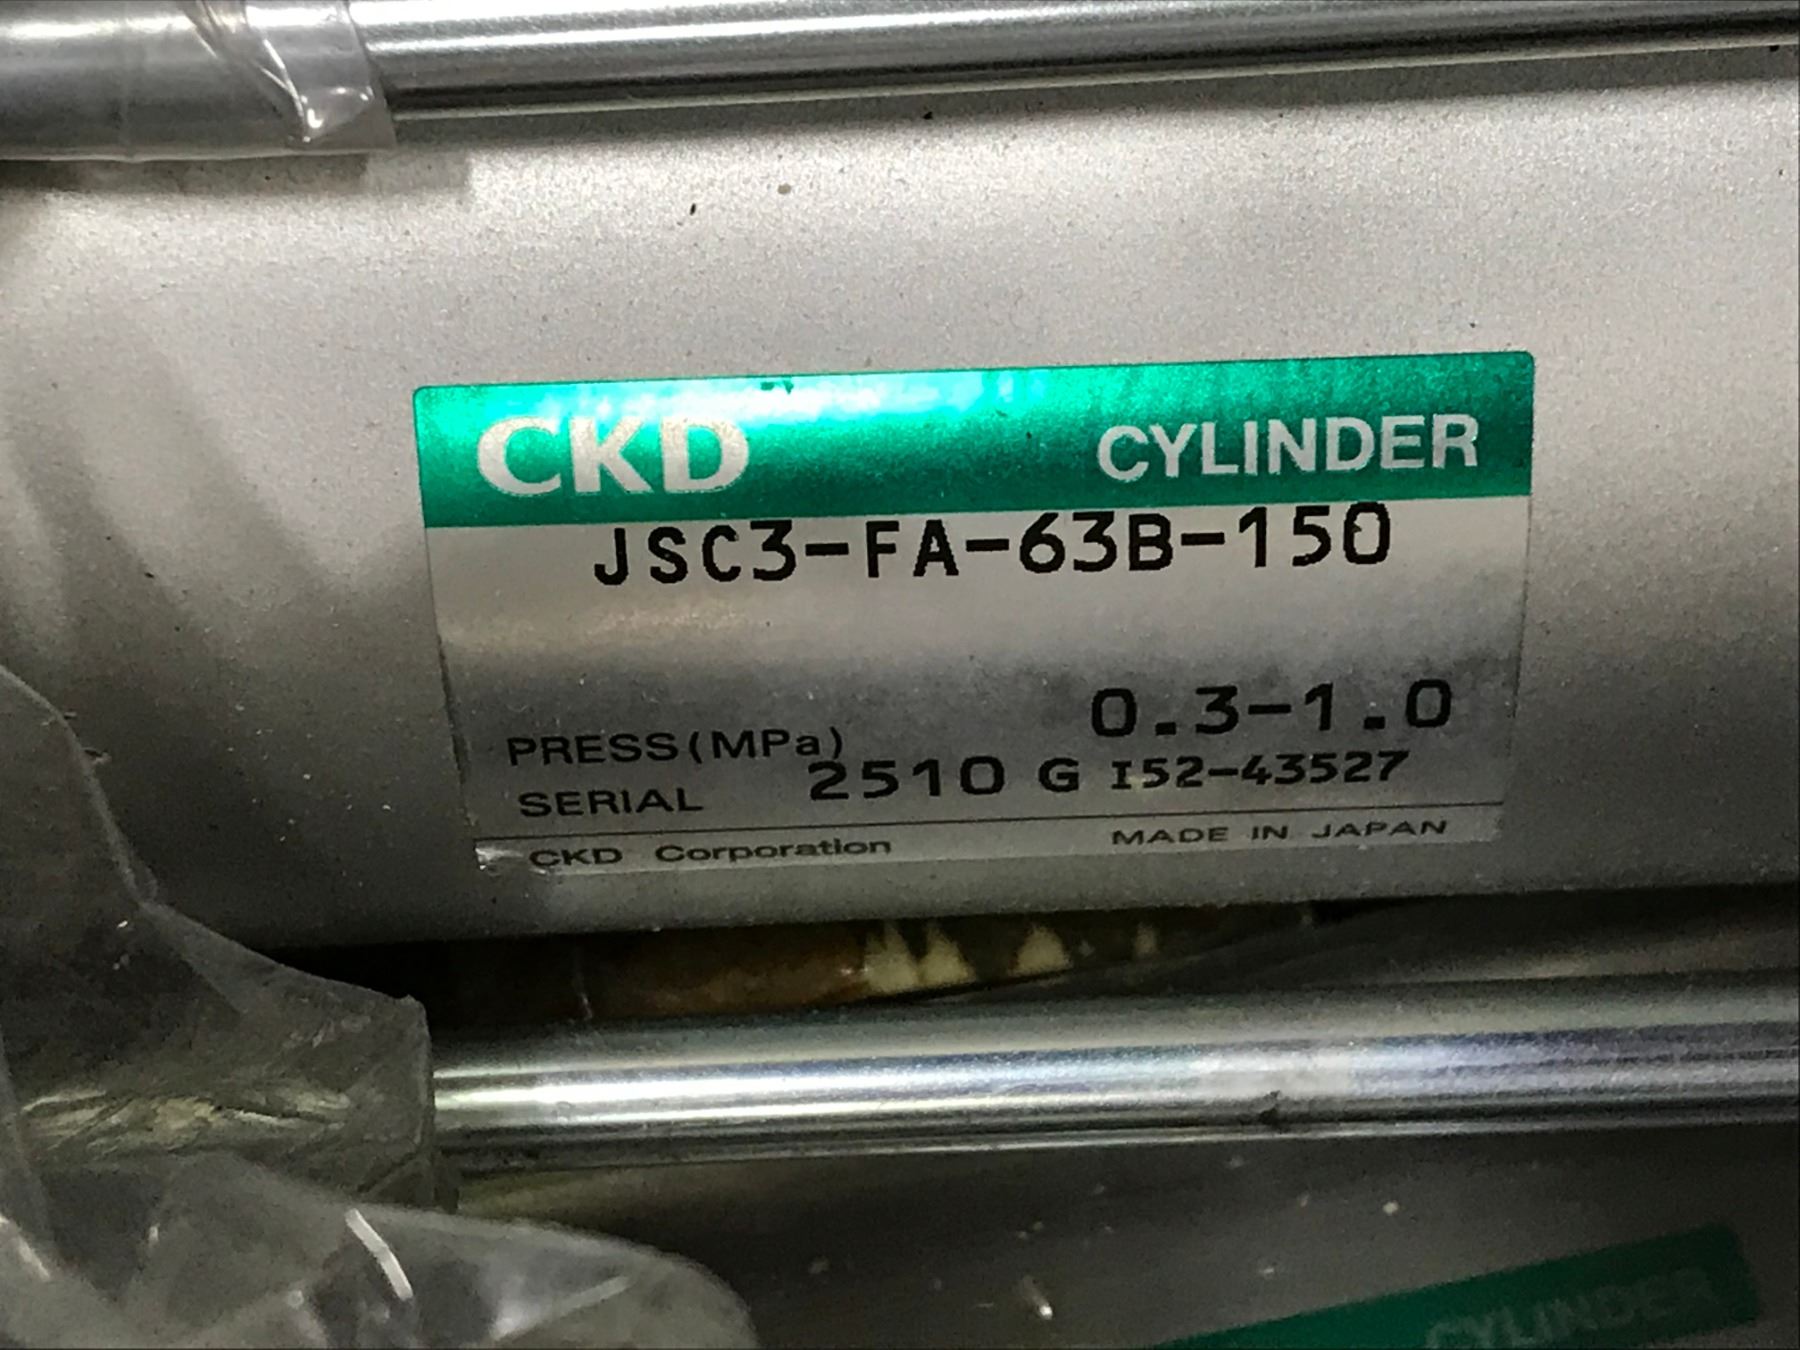 CKD CYLINDER
JSC3-FA-63B-150
PRESS(MPa) 0.3-1.0
SERIAL 2510 G I52-43527
CKD Corporation MADE IN JAPAN
CYLINDER